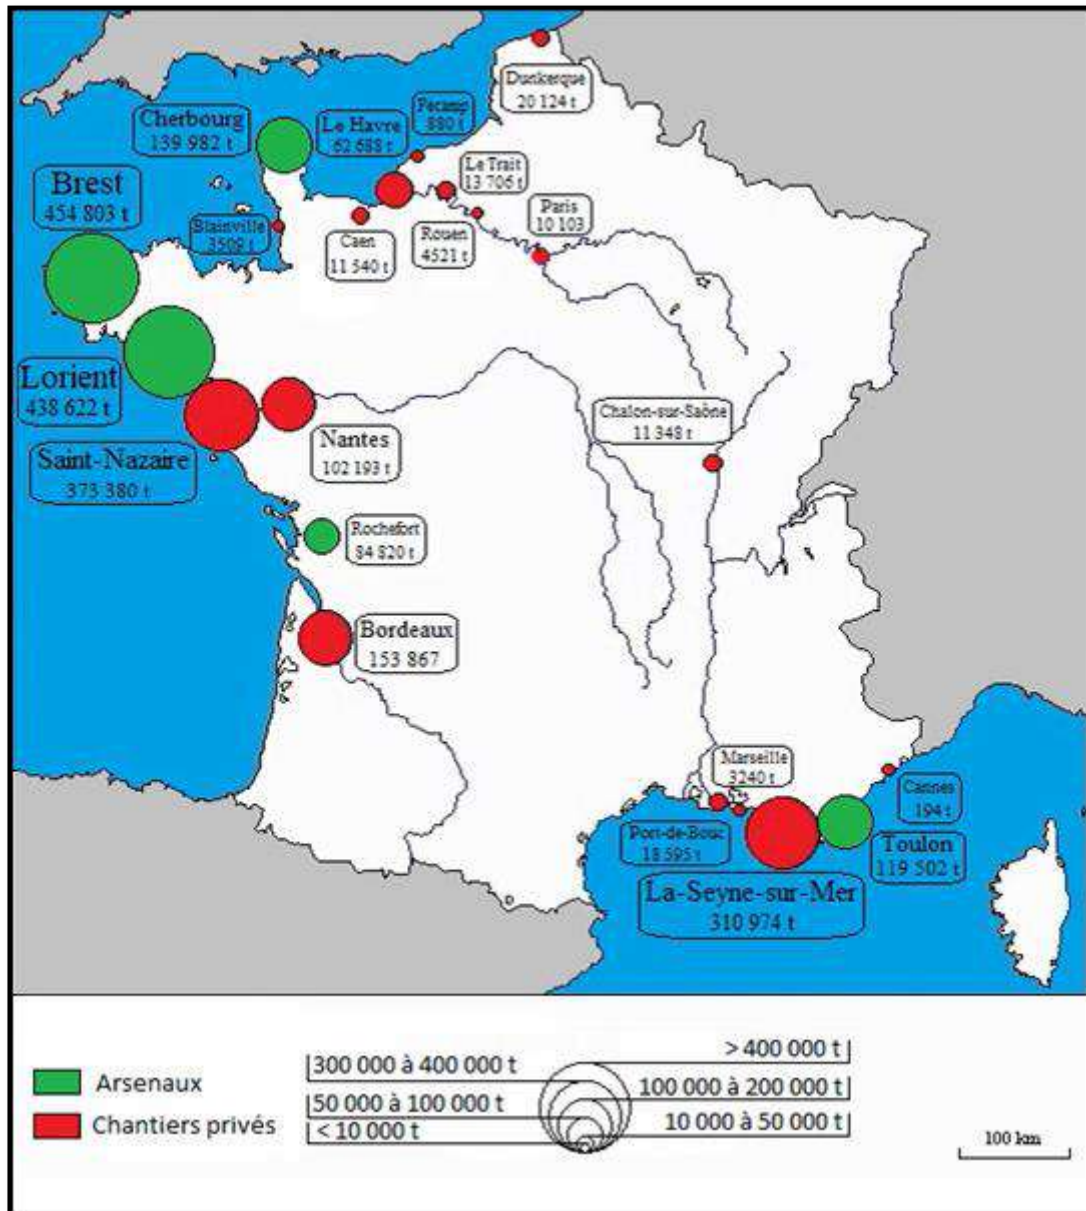 Dunkerque
20 124 t
Cherbourg
139 982 t
Le Havre
62 688 t
Fécamp
880 t
Le Trait
13 706 t
Brest
454 803 t
Blainville
3509 t
Caen
11 540 t
Rouen
4521 t
Paris
10 103
Lorient
438 622 t
Saint-Nazaire
373 380 t
Nantes
102 193 t
Chalon-sur-Saône
11 348 t
Rochefort
84 820 t
Bordeaux
153 867
Marseille
3240 t
Port-de-Bouc
18 595 t
Cannes
194 t
Toulon
119 502 t
La-Seyne-sur-Mer
310 974 t
Arsenaux
Chantiers privés
300 000 à 400 000 t
50 000 à 100 000 t
< 10 000 t
> 400 000 t
100 000 à 200 000 t
10 000 à 50 000 t
100 km